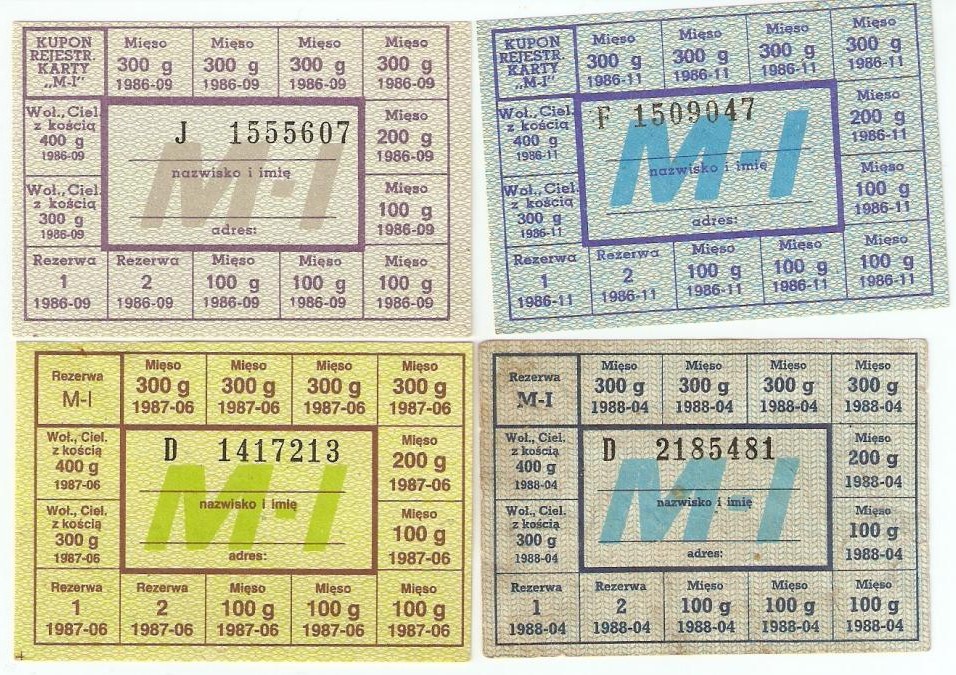 KUPON
REJESTR.
KARTY
„M-I"
Mięso
300 g
1986-09
Mięso
300 g
1986-09
Mięso
300 g
1986-09
Mięso
300 g
1986-09
Woł., Ciel.
z kością
400 g
1986-09
J 1555607
M-I
nazwisko i imię
adres:
Mięso
200 g
1986-09
Woł., Ciel.
z kością
300 g
1986-09
Mięso
100 g
1986-09
Rezerwa
1
1986-09
Rezerwa
2
1986-09
Mięso
100 g
1986-09
Mięso
100 g
1986-09
Mięso
100 g
1986-09
KUPON
REJESTR.
KARTY
„M-I"
Mięso
300 g
1986-11
Mięso
300 g
1986-11
Mięso
300 g
1986-11
Mięso
300 g
1986-11
Woł., Ciel.
z kością
400 g
1986-11
F 1509047
M-I
nazwisko i imię
adres:
Mięso
200 g
1986-11
Woł., Ciel.
z kością
300 g
1986-11
Mięso
100 g
1986-11
Rezerwa
1
1986-11
Rezerwa
2
1986-11
Mięso
100 g
1986-11
Mięso
100 g
1986-11
Mięso
100 g
1986-11
Rezerwa
M-I
Mięso
300 g
1987-06
Mięso
300 g
1987-06
Mięso
300 g
1987-06
Mięso
300 g
1987-06
Woł., Ciel.
z kością
400 g
1987-06
D 1417213
M-I
nazwisko i imię
adres:
Mięso
200 g
1987-06
Woł., Ciel.
z kością
300 g
1987-06
Mięso
100 g
1987-06
Rezerwa
1
1987-06
Rezerwa
2
1987-06
Mięso
100 g
1987-06
Mięso
100 g
1987-06
Mięso
100 g
1987-06
Rezerwa
M-I
Mięso
300 g
1988-04
Mięso
300 g
1988-04
Mięso
300 g
1988-04
Mięso
300 g
1988-04
Woł., Ciel.
z kością
400 g
1988-04
D 2185481
M-I
nazwisko i imię
adres:
Mięso
200 g
1988-04
Woł., Ciel.
z kością
300 g
1988-04
Mięso
100 g
1988-04
Rezerwa
1
1988-04
Rezerwa
2
1988-04
Mięso
100 g
1988-04
Mięso
100 g
1988-04
Mięso
100 g
1988-04